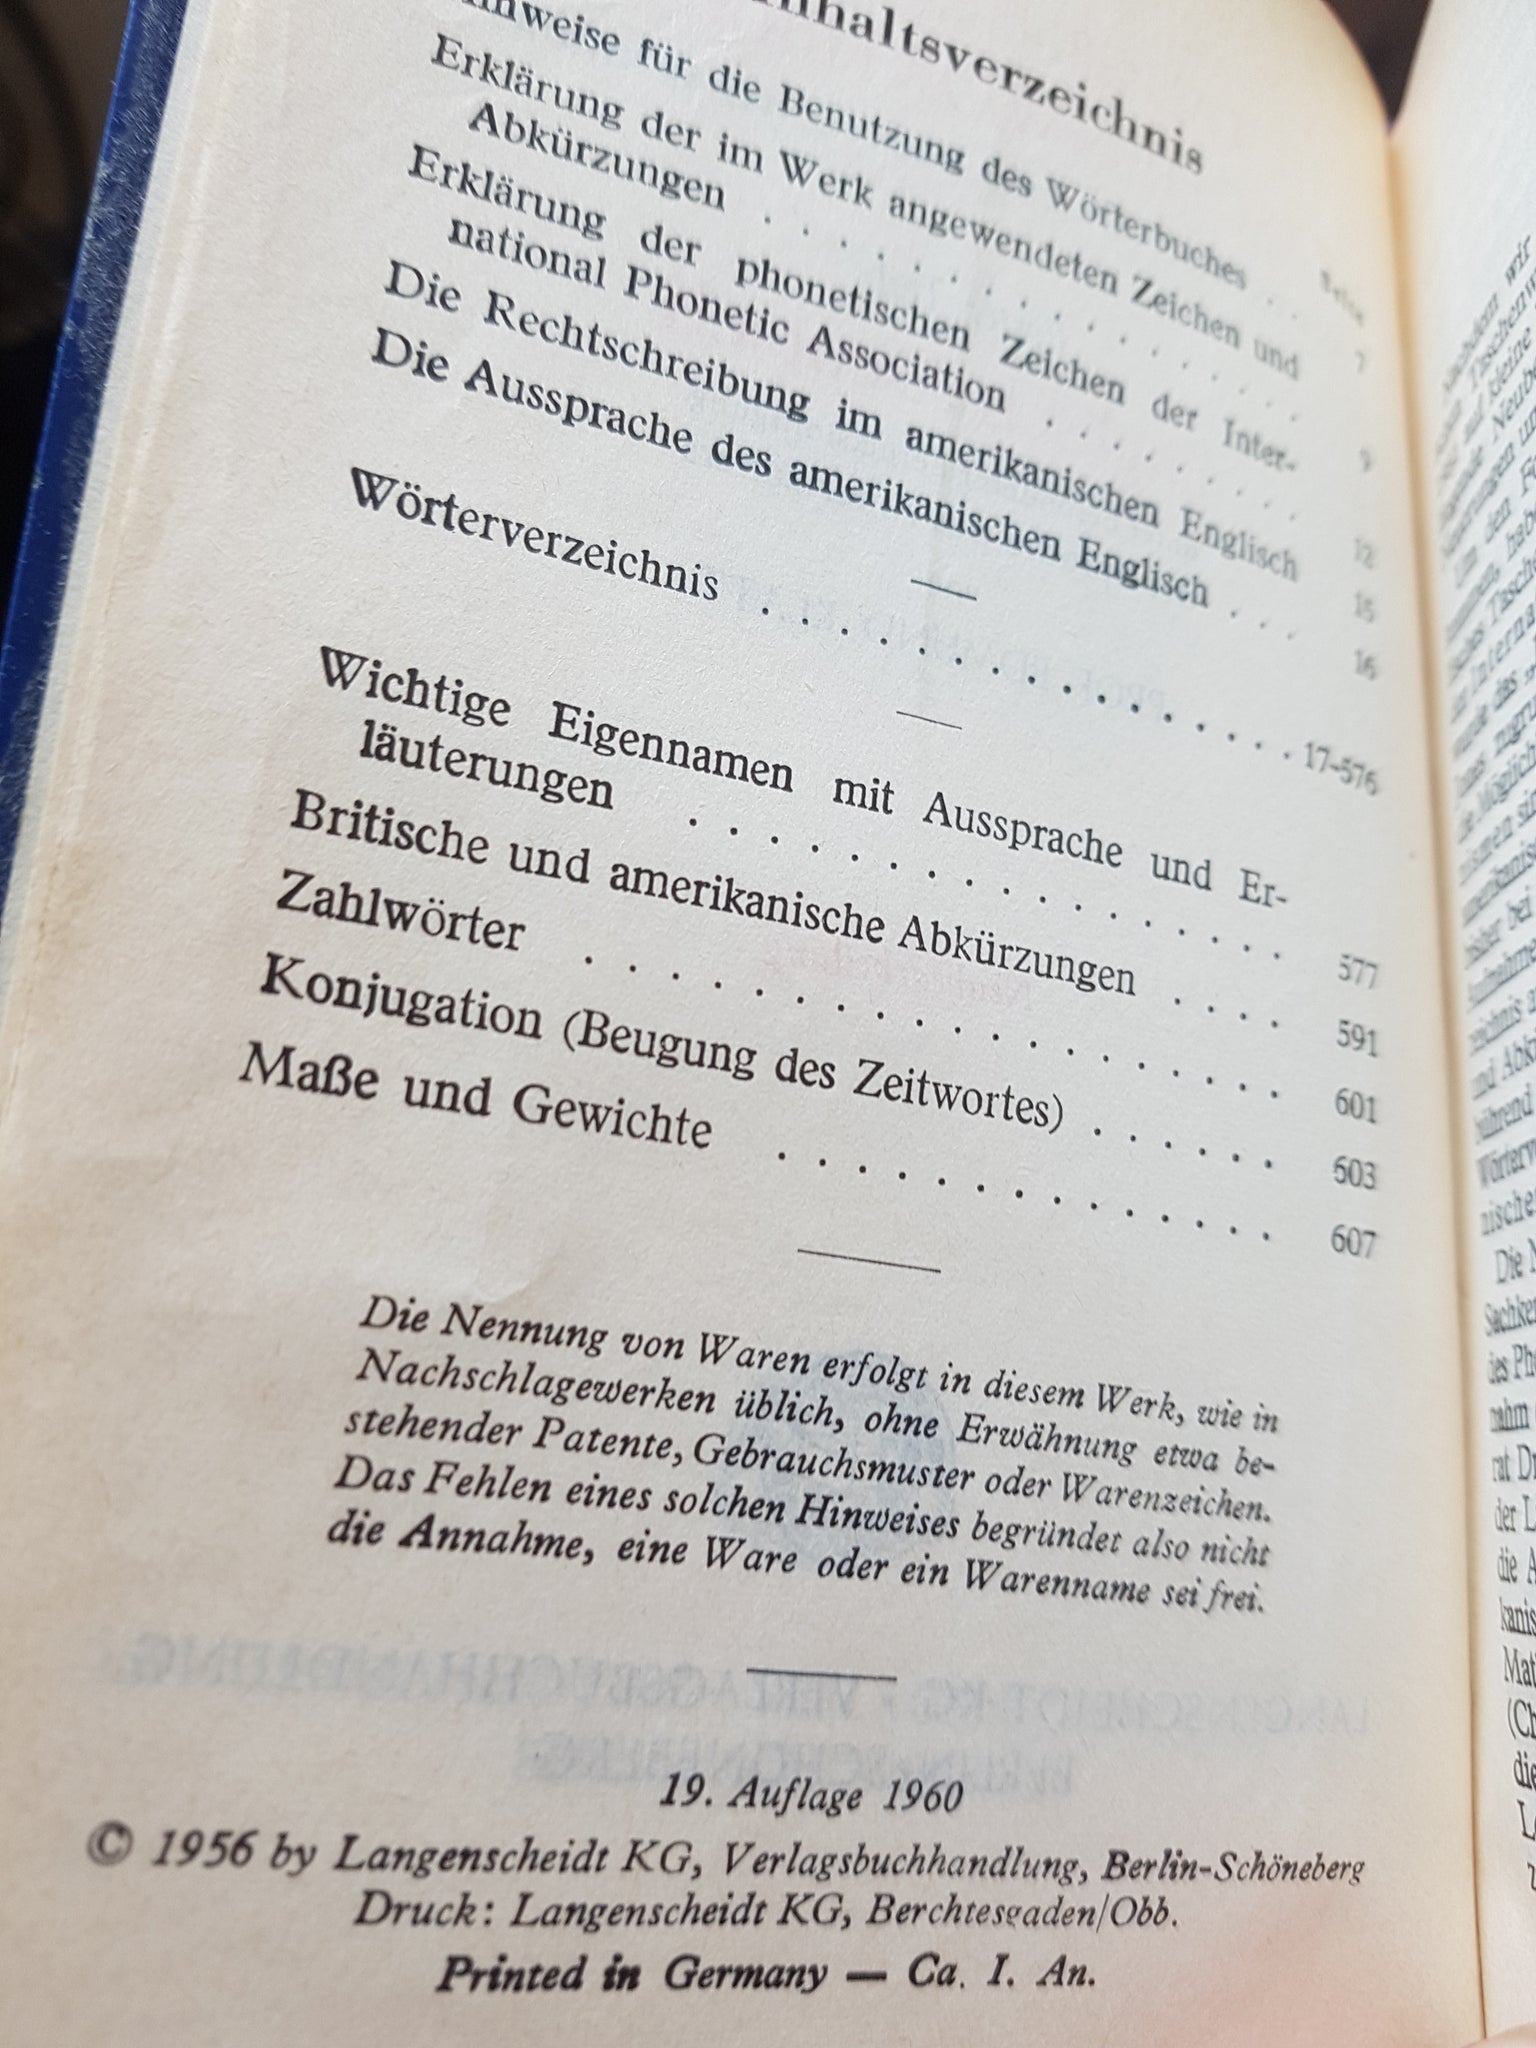 Inhaltsverzeichnis
Seite
Hinweise für die Benutzung des Wörterbuches . . 7
Erklärung der im Werk angewendeten Zeichen und
Abkürzungen . . . . . . . . . . . . . . 9
Erklärung der phonetischen Zeichen der Inter-
national Phonetic Association . . . . . . . 12
Die Rechtschreibung im amerikanischen Englisch 15
Die Aussprache des amerikanischen Englisch . . . 16
Wörterverzeichnis . . . . . . . . . . . . . . . 17-576
Wichtige Eigennamen mit Aussprache und Er-
läuterungen . . . . . . . . . . . . . . . 577
Britische und amerikanische Abkürzungen . . . . 591
Zahlwörter . . . . . . . . . . . . . . . . . 601
Konjugation (Beugung des Zeitwortes) . . . . . . 603
Maße und Gewichte . . . . . . . . . . . . . 607
Die Nennung von Waren erfolgt in diesem Werk, wie in
Nachschlagewerken üblich, ohne Erwähnung etwa be-
stehender Patente, Gebrauchsmuster oder Warenzeichen.
Das Fehlen eines solchen Hinweises begründet also nicht
die Annahme, eine Ware oder ein Warenname sei frei.
19. Auflage 1960
© 1956 by Langenscheidt KG, Verlagsbuchhandlung, Berlin-Schöneberg
Druck: Langenscheidt KG, Berchtesgaden/Obb.
Printed in Germany — Ca. I. An.